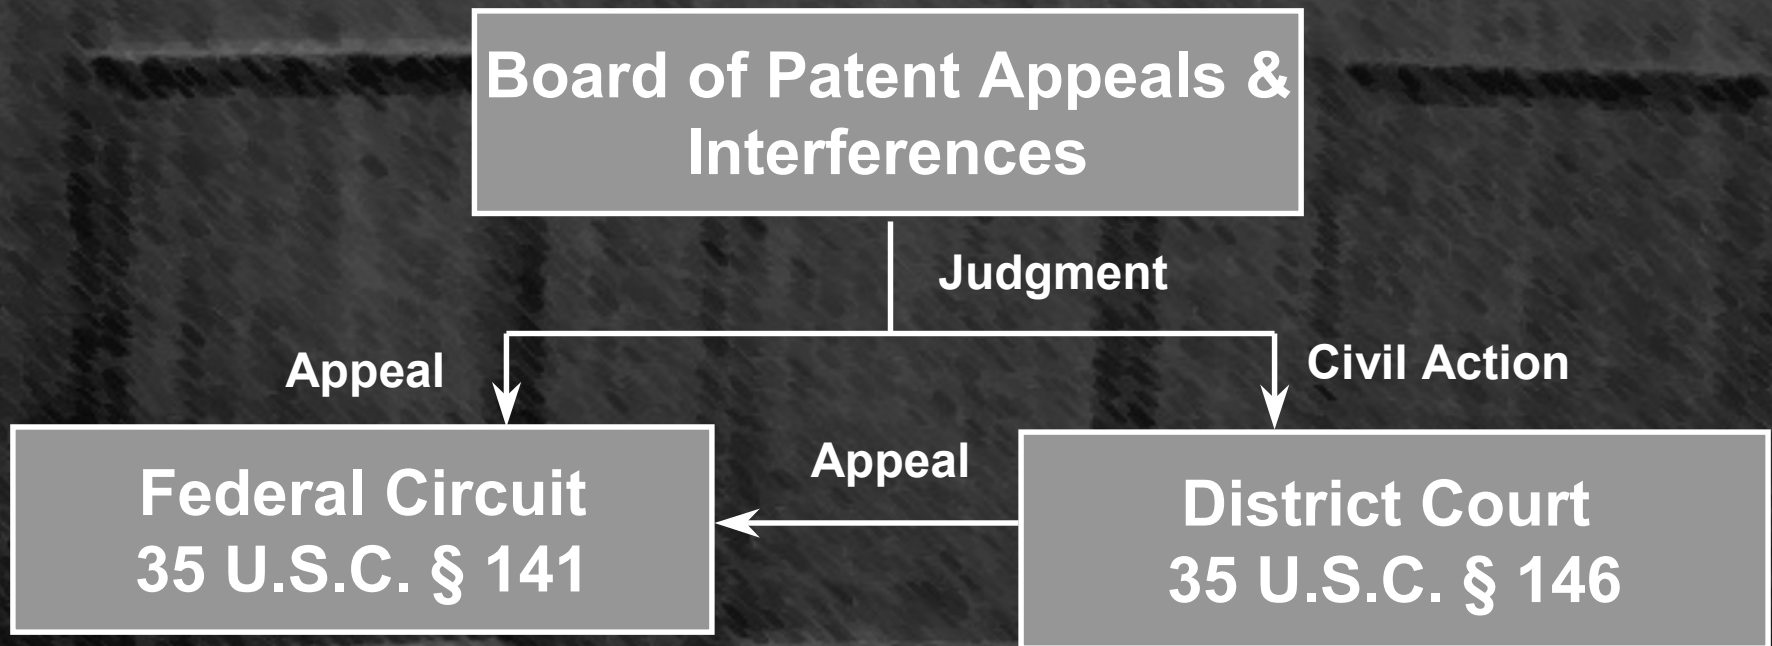 Board of Patent Appeals &
Interferences
Judgment
Appeal
Civil Action
Federal Circuit
35 U.S.C. § 141
Appeal
District Court
35 U.S.C. § 146